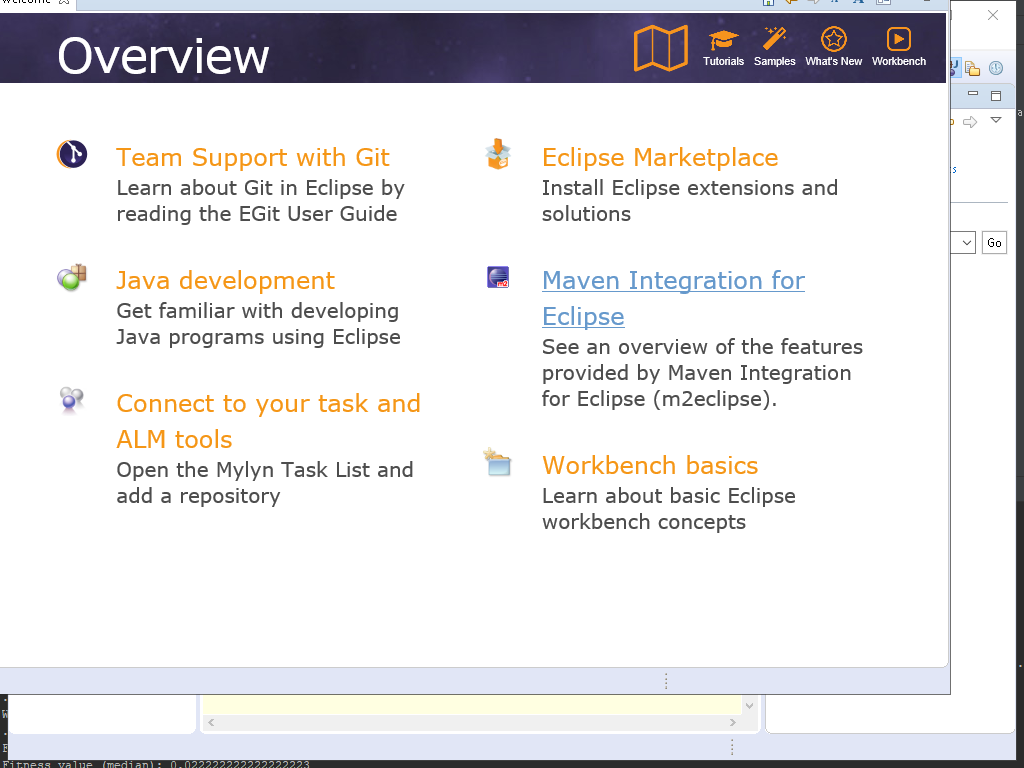 Overview
Tutorials
Samples
What's New
Workbench
Team Support with Git
Learn about Git in Eclipse by
reading the EGit User Guide
Java development
Get familiar with developing
Java programs using Eclipse
Connect to your task and
ALM tools
Open the Mylyn Task List and
add a repository
Eclipse Marketplace
Install Eclipse extensions and
solutions
Maven Integration for
Eclipse
See an overview of the features
provided by Maven Integration
for Eclipse (m2eclipse).
Workbench basics
Learn about basic Eclipse
workbench concepts
Go
Fitness value (median): 0.022222222222222223